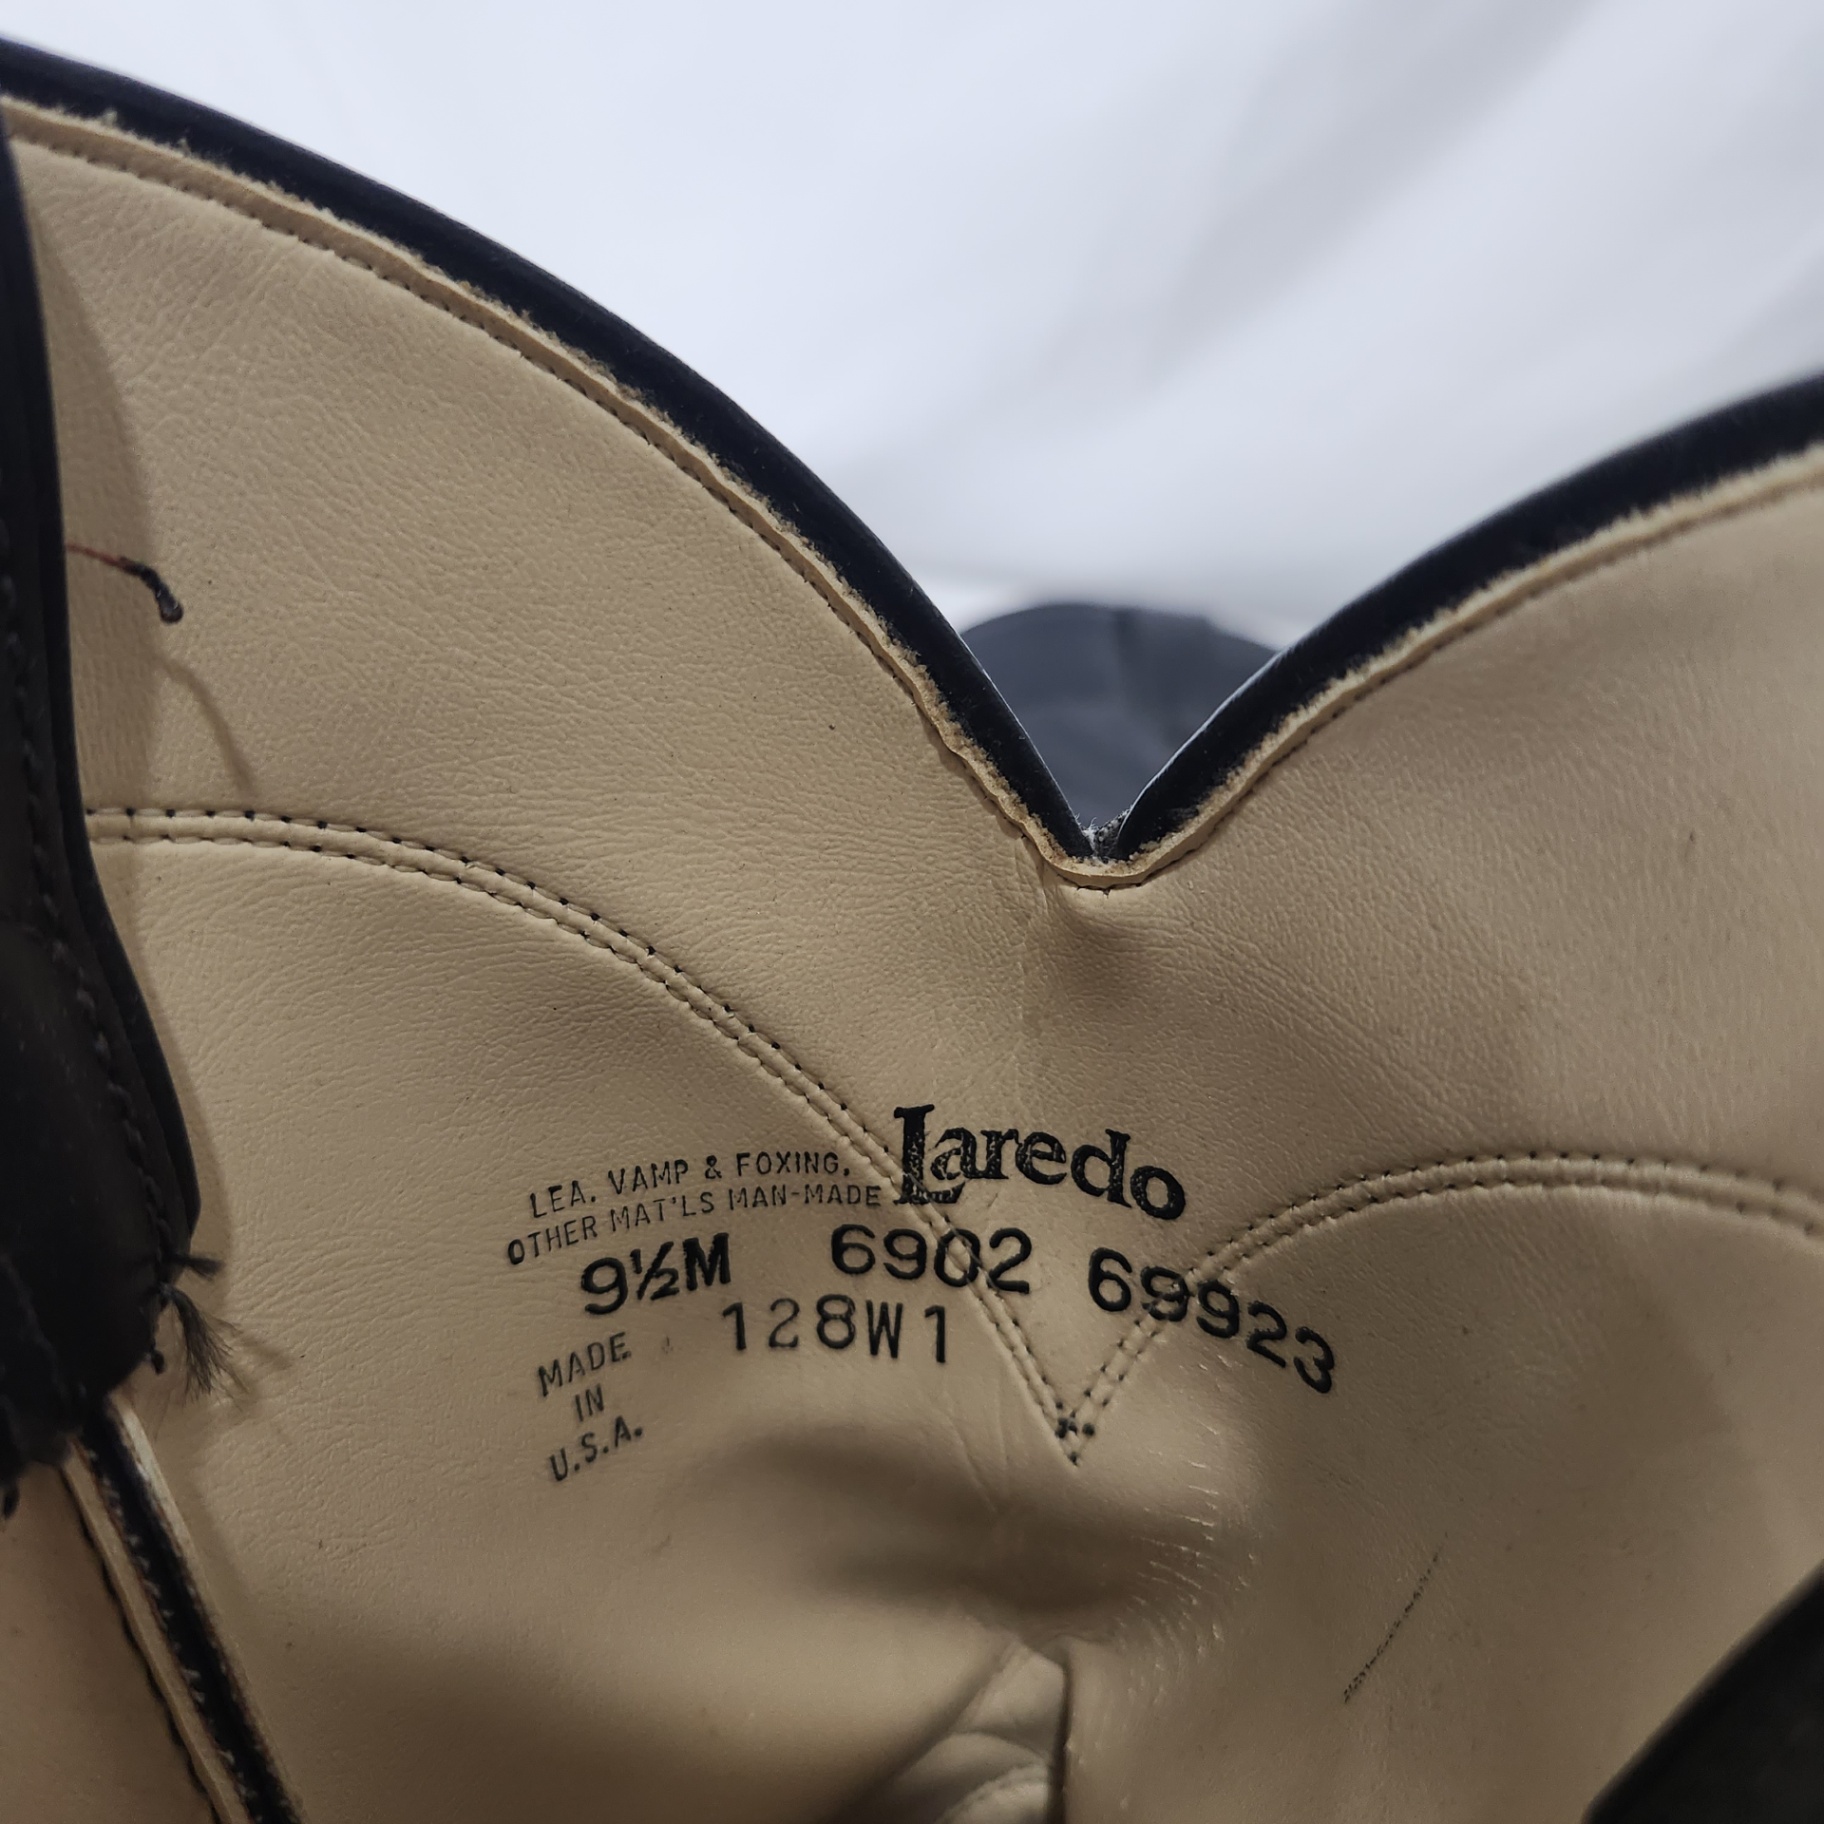 Laredo
LEA. VAMP & FOXING,
OTHER MAT'LS MAN-MADE
9½M 6902 69923
128W1
MADE
IN
U.S.A.